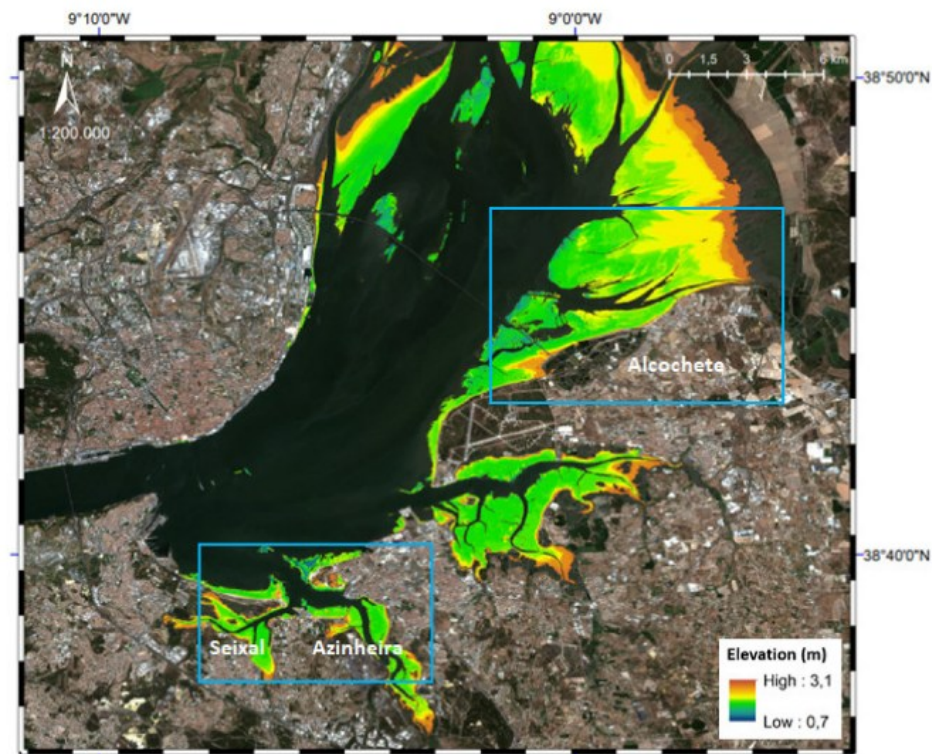 9°10'0"W
9°0'0"W
N
0 1,5 3 6 km
38°50'0"N
1:200.000
Alcochete
38°40'0"N
Seixal
Azinheira
Elevation (m)
High : 3,1
Low : 0,7